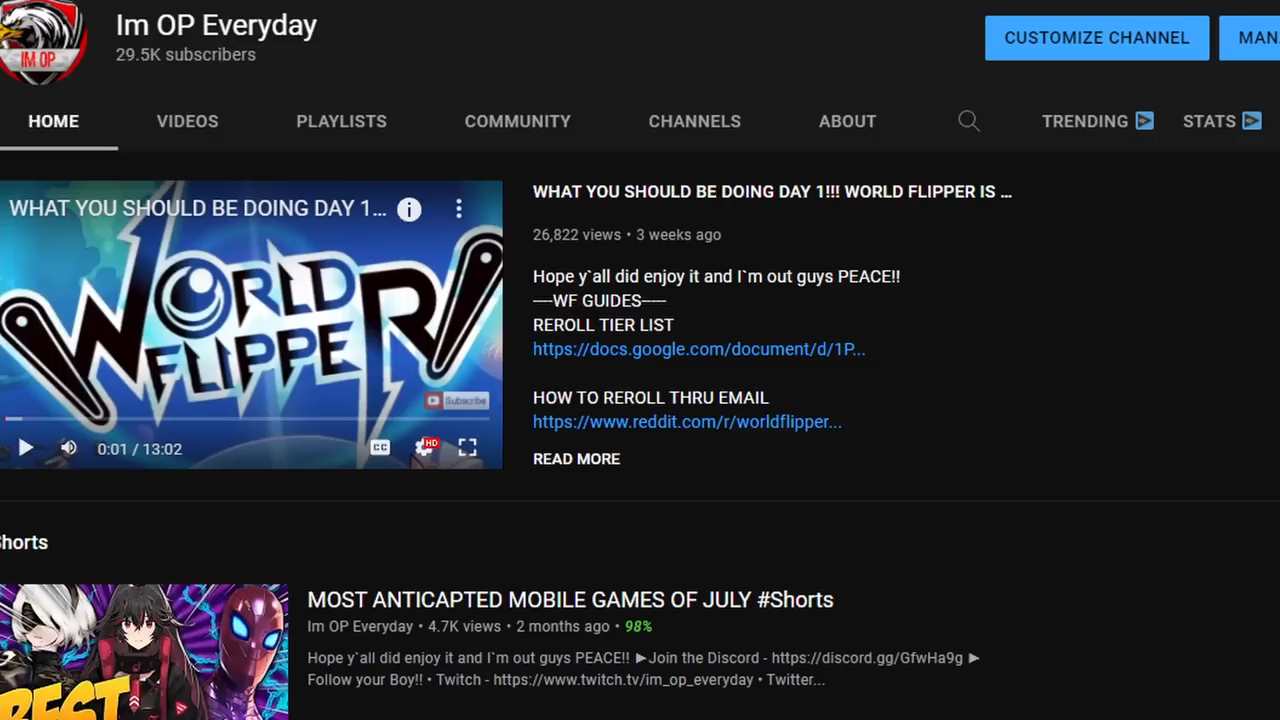 IM OP
Im OP Everyday
29.5K subscribers
CUSTOMIZE CHANNEL
HOME
VIDEOS
PLAYLISTS
COMMUNITY
CHANNELS
ABOUT
TRENDING
STATS
WHAT YOU SHOULD BE DOING DAY 1...
WORLD
FLIPPER
Subscribe
0:01 / 13:02
CC
HD
WHAT YOU SHOULD BE DOING DAY 1!!! WORLD FLIPPER IS ...
26,822 views • 3 weeks ago
Hope y`all did enjoy it and I`m out guys PEACE!!
----WF GUIDES-----
REROLL TIER LIST
https://docs.google.com/document/d/1P...
HOW TO REROLL THRU EMAIL
https://www.reddit.com/r/worldflipper...
READ MORE
horts
BEST
MOST ANTICAPTED MOBILE GAMES OF JULY #Shorts
Im OP Everyday • 4.7K views • 2 months ago • 98%
Hope y`all did enjoy it and I`m out guys PEACE!! ►Join the Discord - https://discord.gg/GfwHa9g ►
Follow your Boy!! • Twitch - https://www.twitch.tv/im_op_everyday • Twitter...